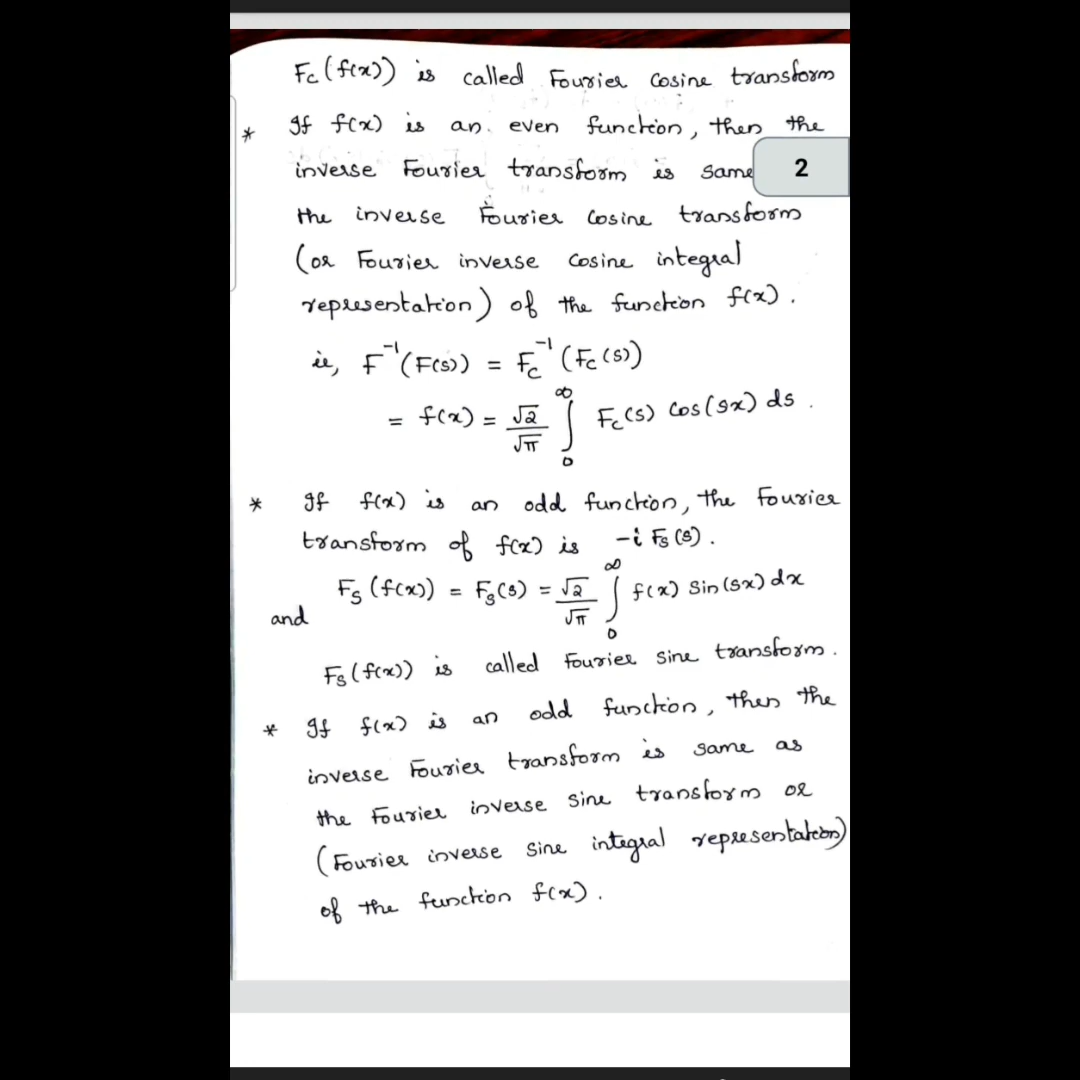 Fc(f(x)) is called Fourier cosine transform
* If f(x) is an even function, then the
inverse Fourier transform is same
2
the inverse Fourier cosine transform
(or Fourier inverse cosine integral
representation) of the function f(x).
ie, F⁻¹(F(s)) = Fc⁻¹(Fc(s))
= f(x) = √2/√π ∫₀^∞ Fc(s) cos(sx) ds.
* If f(x) is an odd function, the Fourier
transform of f(x) is -i Fs(s).
and Fs(f(x)) = Fs(s) = √2/√π ∫₀^∞ f(x) sin(sx) dx
Fs(f(x)) is called Fourier sine transform.
* If f(x) is an odd function, then the
inverse Fourier transform is same as
the Fourier inverse sine transform or
(Fourier inverse sine integral representation)
of the function f(x).